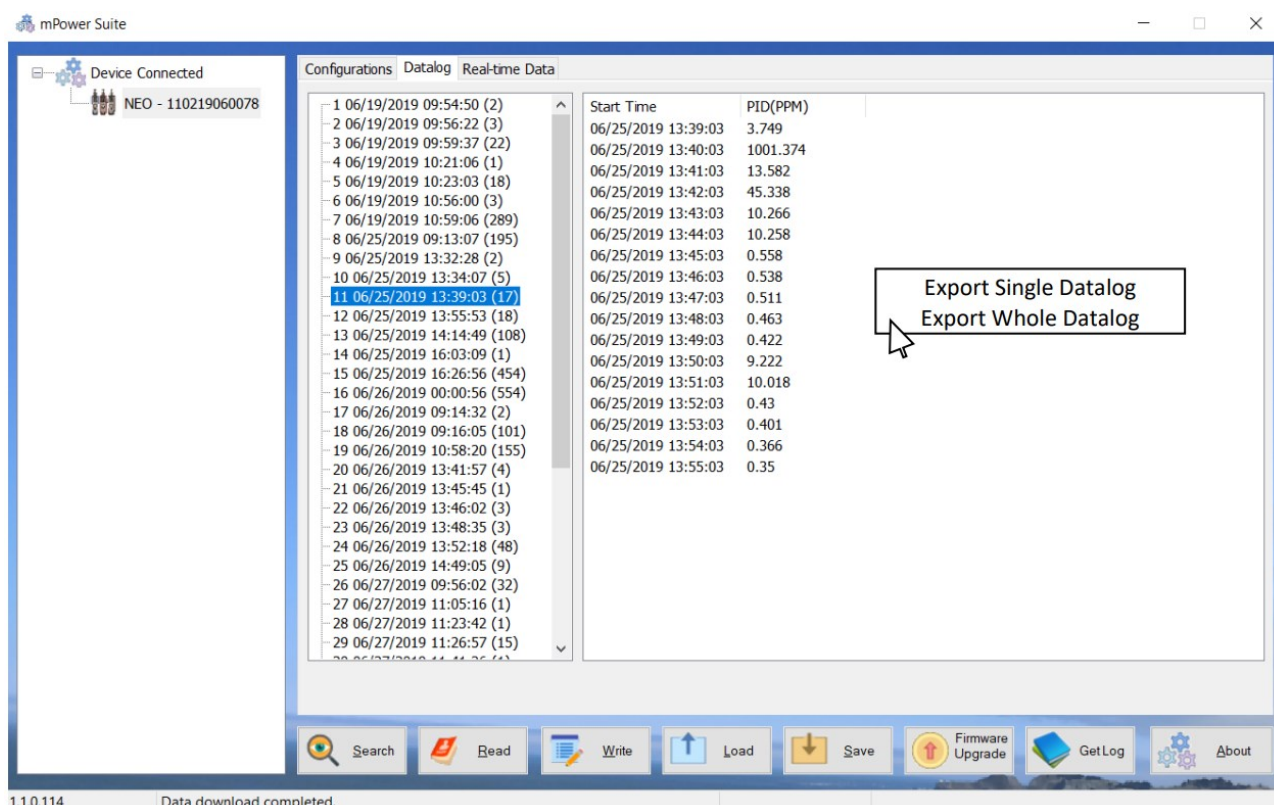 mPower Suite
Device Connected
NEO - 110219060078
Configurations Datalog Real-time Data
1 06/19/2019 09:54:50 (2)
2 06/19/2019 09:56:22 (3)
3 06/19/2019 09:59:37 (22)
4 06/19/2019 10:21:06 (1)
5 06/19/2019 10:23:03 (18)
6 06/19/2019 10:56:00 (3)
7 06/19/2019 10:59:06 (289)
8 06/25/2019 09:13:07 (195)
9 06/25/2019 13:32:28 (2)
10 06/25/2019 13:34:07 (5)
11 06/25/2019 13:39:03 (17)
12 06/25/2019 13:55:53 (18)
13 06/25/2019 14:14:49 (108)
14 06/25/2019 16:03:09 (1)
15 06/25/2019 16:26:56 (454)
16 06/26/2019 00:00:56 (554)
17 06/26/2019 09:14:32 (2)
18 06/26/2019 09:16:05 (101)
19 06/26/2019 10:58:20 (155)
20 06/26/2019 13:41:57 (4)
21 06/26/2019 13:45:45 (1)
22 06/26/2019 13:46:02 (3)
23 06/26/2019 13:48:35 (3)
24 06/26/2019 13:52:18 (48)
25 06/26/2019 14:49:05 (9)
26 06/27/2019 09:56:02 (32)
27 06/27/2019 11:05:16 (1)
28 06/27/2019 11:23:42 (1)
29 06/27/2019 11:26:57 (15)
Start Time PID(PPM)
06/25/2019 13:39:03 3.749
06/25/2019 13:40:03 1001.374
06/25/2019 13:41:03 13.582
06/25/2019 13:42:03 45.338
06/25/2019 13:43:03 10.266
06/25/2019 13:44:03 10.258
06/25/2019 13:45:03 0.558
06/25/2019 13:46:03 0.538
06/25/2019 13:47:03 0.511
06/25/2019 13:48:03 0.463
06/25/2019 13:49:03 0.422
06/25/2019 13:50:03 9.222
06/25/2019 13:51:03 10.018
06/25/2019 13:52:03 0.43
06/25/2019 13:53:03 0.401
06/25/2019 13:54:03 0.366
06/25/2019 13:55:03 0.35
Export Single Datalog
Export Whole Datalog
Search Read Write Load Save Firmware Upgrade GetLog About
1.1.0.114 Data download completed